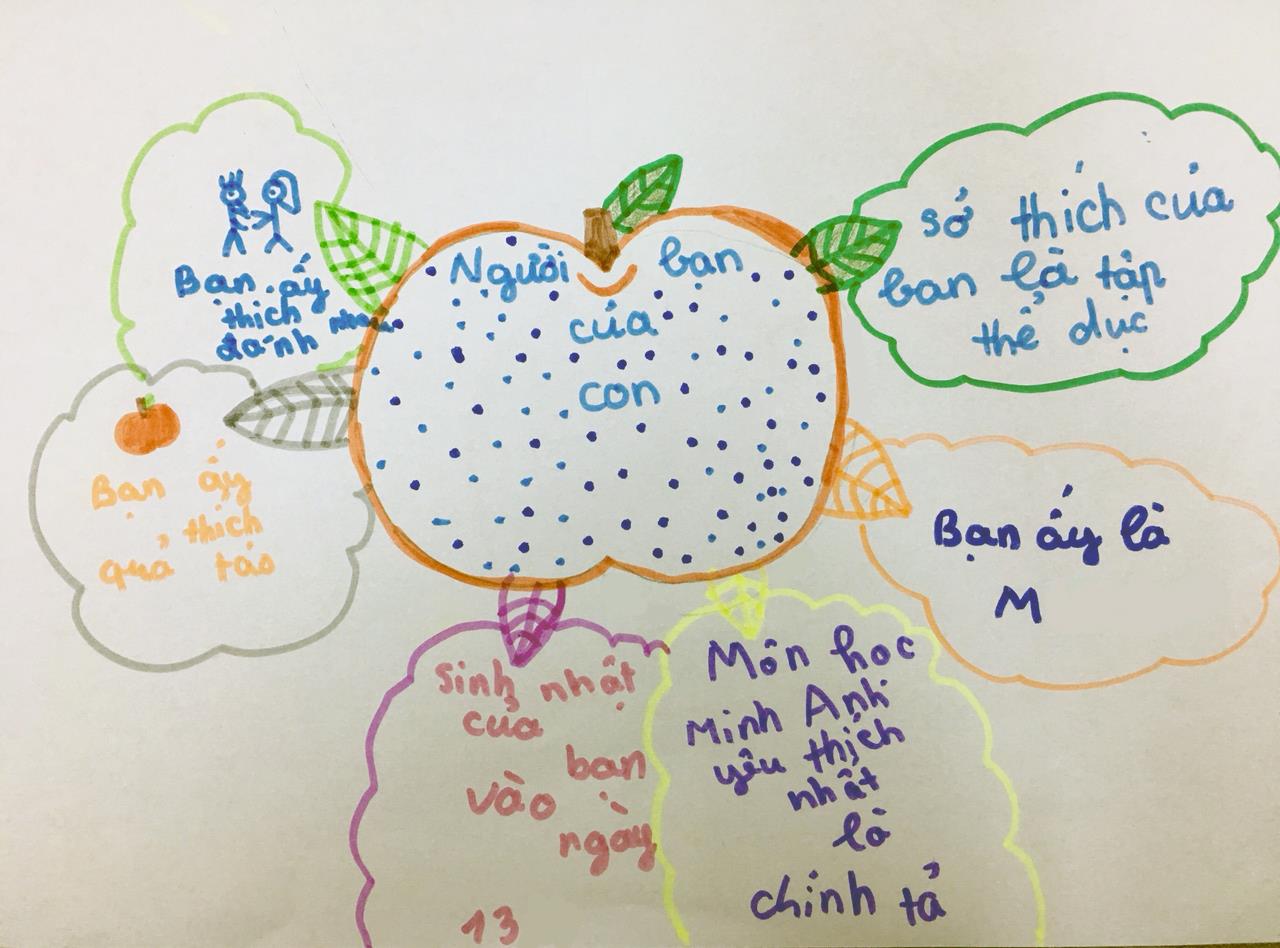 Người bạn
của
con
Bạn ấy
thích nhau
đánh
sở thích của
bạn là tập
thể dục
Bạn ấy
thích
quả táo
Bạn ấy là
M
Sinh nhật
của
bạn
vào
ngày
13
Môn học
Minh Anh
yêu thích
nhất
là
chính tả